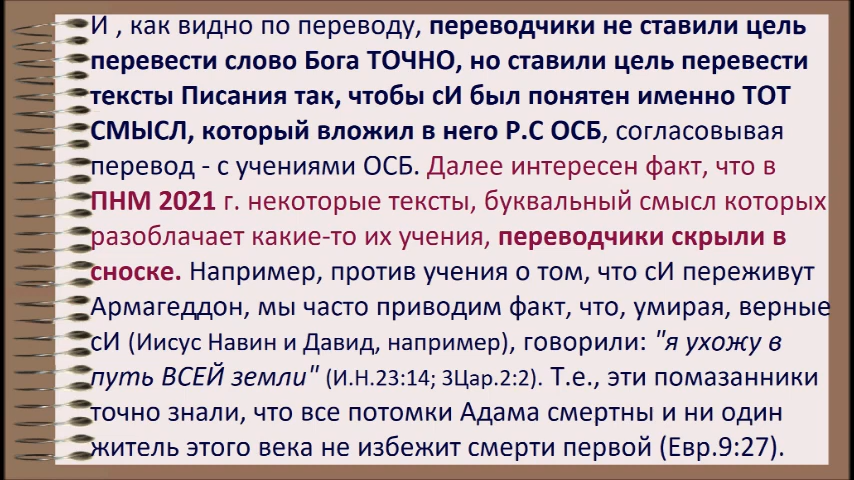 И , как видно по переводу, переводчики не ставили цель
перевести слово Бога ТОЧНО, но ставили цель перевести
тексты Писания так, чтобы сИ был понятен именно ТОТ
СМЫСЛ, который вложил в него Р.С ОСБ, согласовывая
перевод - с учениями ОСБ. Далее интересен факт, что в
ПНМ 2021 г. некоторые тексты, буквальный смысл которых
разоблачает какие-то их учения, переводчики скрыли в
сноске. Например, против учения о том, что сИ переживут
Армагеддон, мы часто приводим факт, что, умирая, верные
сИ (Иисус Навин и Давид, например), говорили: "я ухожу в
путь ВСЕЙ земли" (И.Н.23:14; 3Цар.2:2). Т.е., эти помазанники
точно знали, что все потомки Адама смертны и ни один
житель этого века не избежит смерти первой (Евр.9:27).